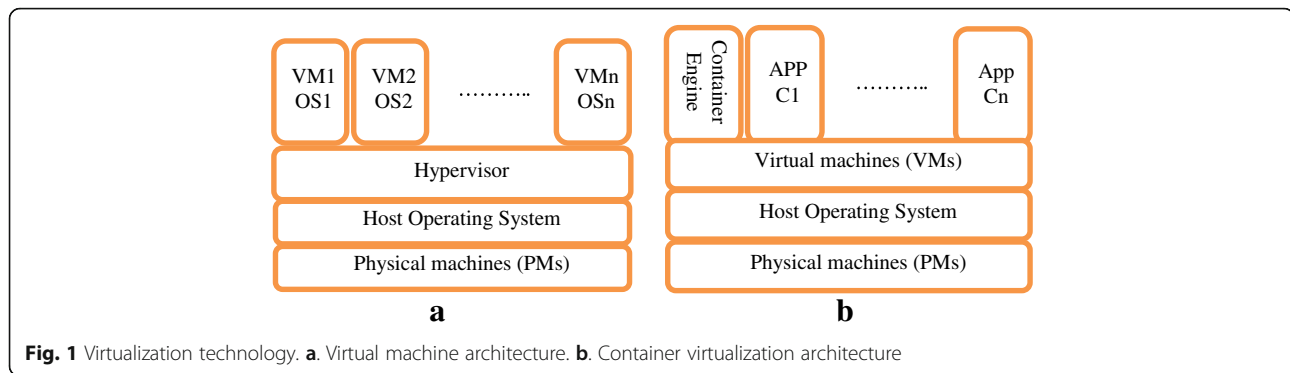 VM1
OS1
VM2
OS2
………..
VMn
OSn
Hypervisor
Host Operating System
Physical machines (PMs)
a
Container
Engine
APP
C1
………..
App
Cn
Virtual machines (VMs)
Host Operating System
Physical machines (PMs)
b
Fig. 1 Virtualization technology. a. Virtual machine architecture. b. Container virtualization architecture